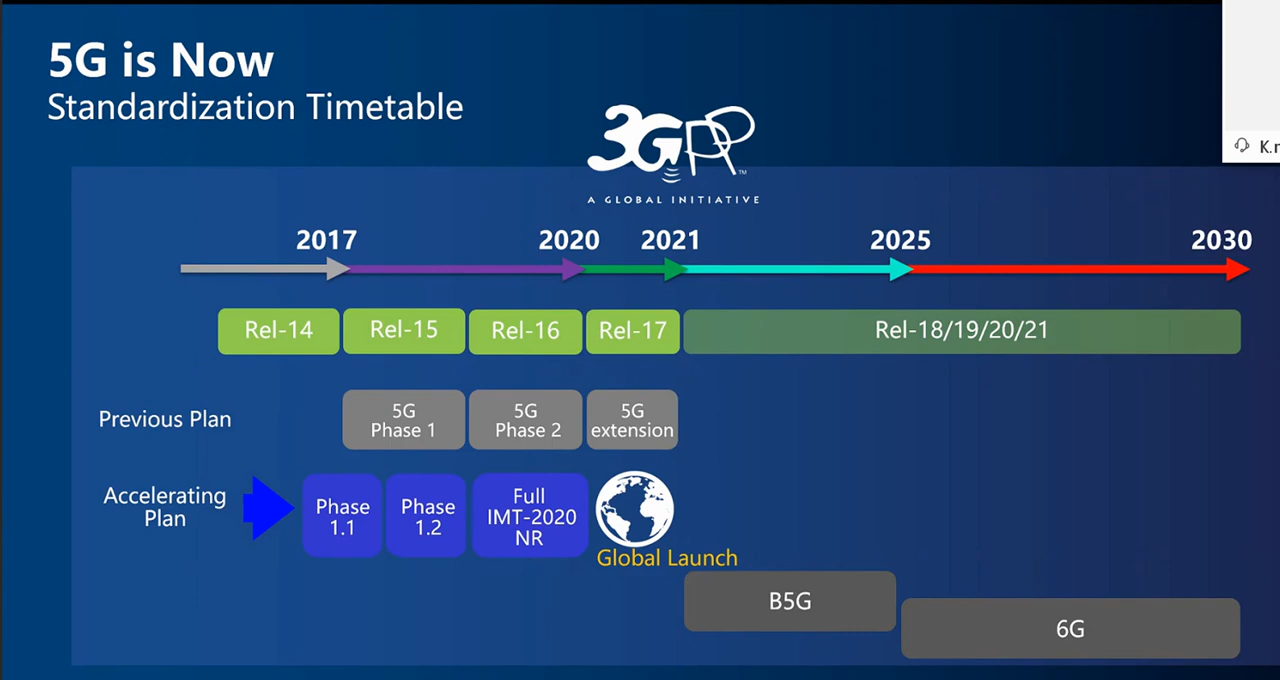 5G is Now
Standardization Timetable
3GPP™
A GLOBAL INITIATIVE
K.
2017 2020 2021 2025 2030
Rel-14 Rel-15 Rel-16 Rel-17 Rel-18/19/20/21
Previous Plan
5G
Phase 1
5G
Phase 2
5G
extension
Accelerating
Plan
Phase
1.1
Phase
1.2
Full
IMT-2020
NR
Global Launch
B5G
6G